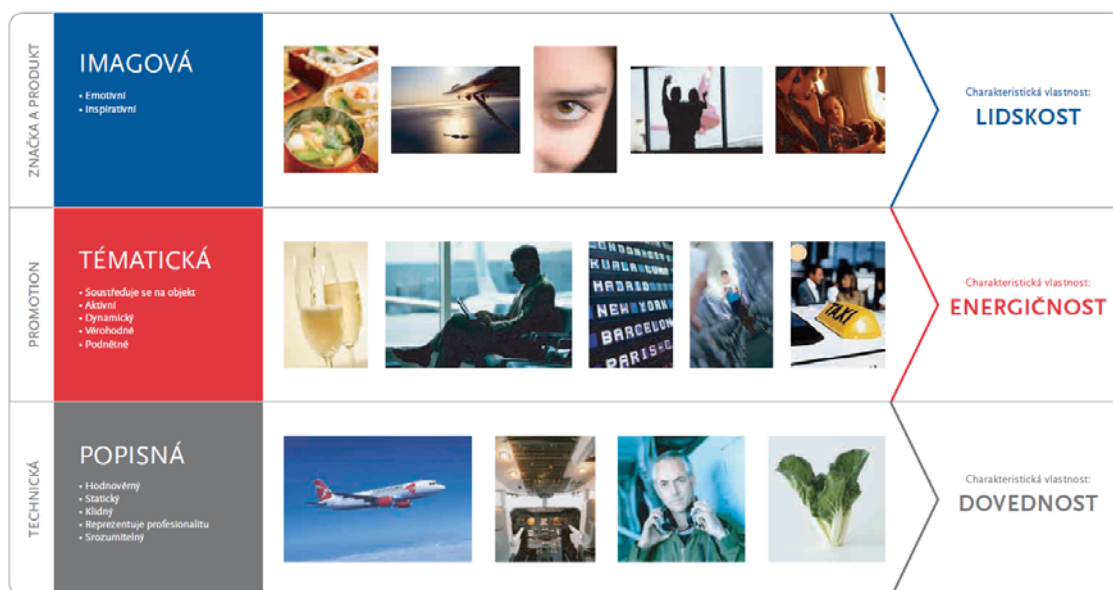 ZNAČKA A PRODUKT
IMAGOVÁ
• Emotivní
• Inspirativní
Charakteristická vlastnost:
LIDSKOST
PROMOTION
TÉMATICKÁ
• Soustřeďuje se na objekt
• Aktivní
• Dynamický
• Věrohodné
• Podnětné
KUALA LUMP
MADRID
NEW YORK
BARCELON
PARIS
TAXI
Charakteristická vlastnost:
ENERGIČNOST
TECHNICKÁ
POPISNÁ
• Hodnověrný
• Statický
• Klidný
• Reprezentuje profesionalitu
• Srozumitelný
Charakteristická vlastnost:
DOVEDNOST